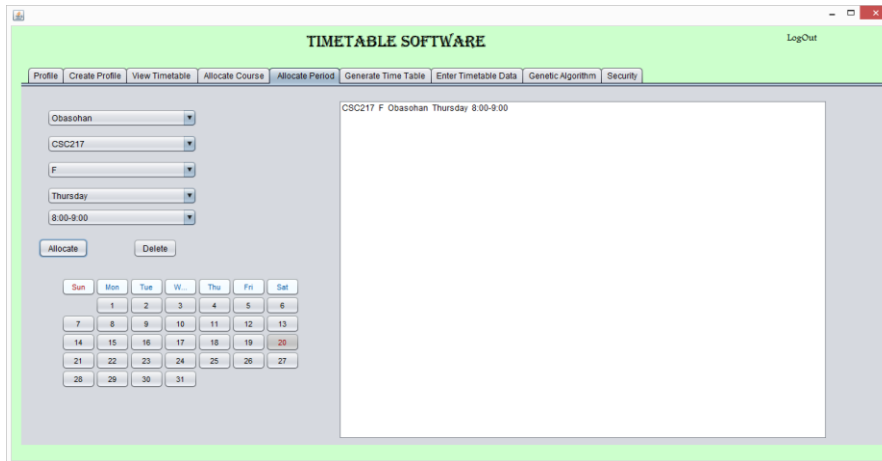 TIMETABLE SOFTWARE
LogOut
Profile Create Profile View Timetable Allocate Course Allocate Period Generate Time Table Enter Timetable Data Genetic Algorithm Security
Obasohan
CSC217
F
Thursday
8:00-9:00
Allocate Delete
Sun Mon Tue W... Thu Fri Sat
1 2 3 4 5 6
7 8 9 10 11 12 13
14 15 16 17 18 19 20
21 22 23 24 25 26 27
28 29 30 31
CSC217 F Obasohan Thursday 8:00-9:00